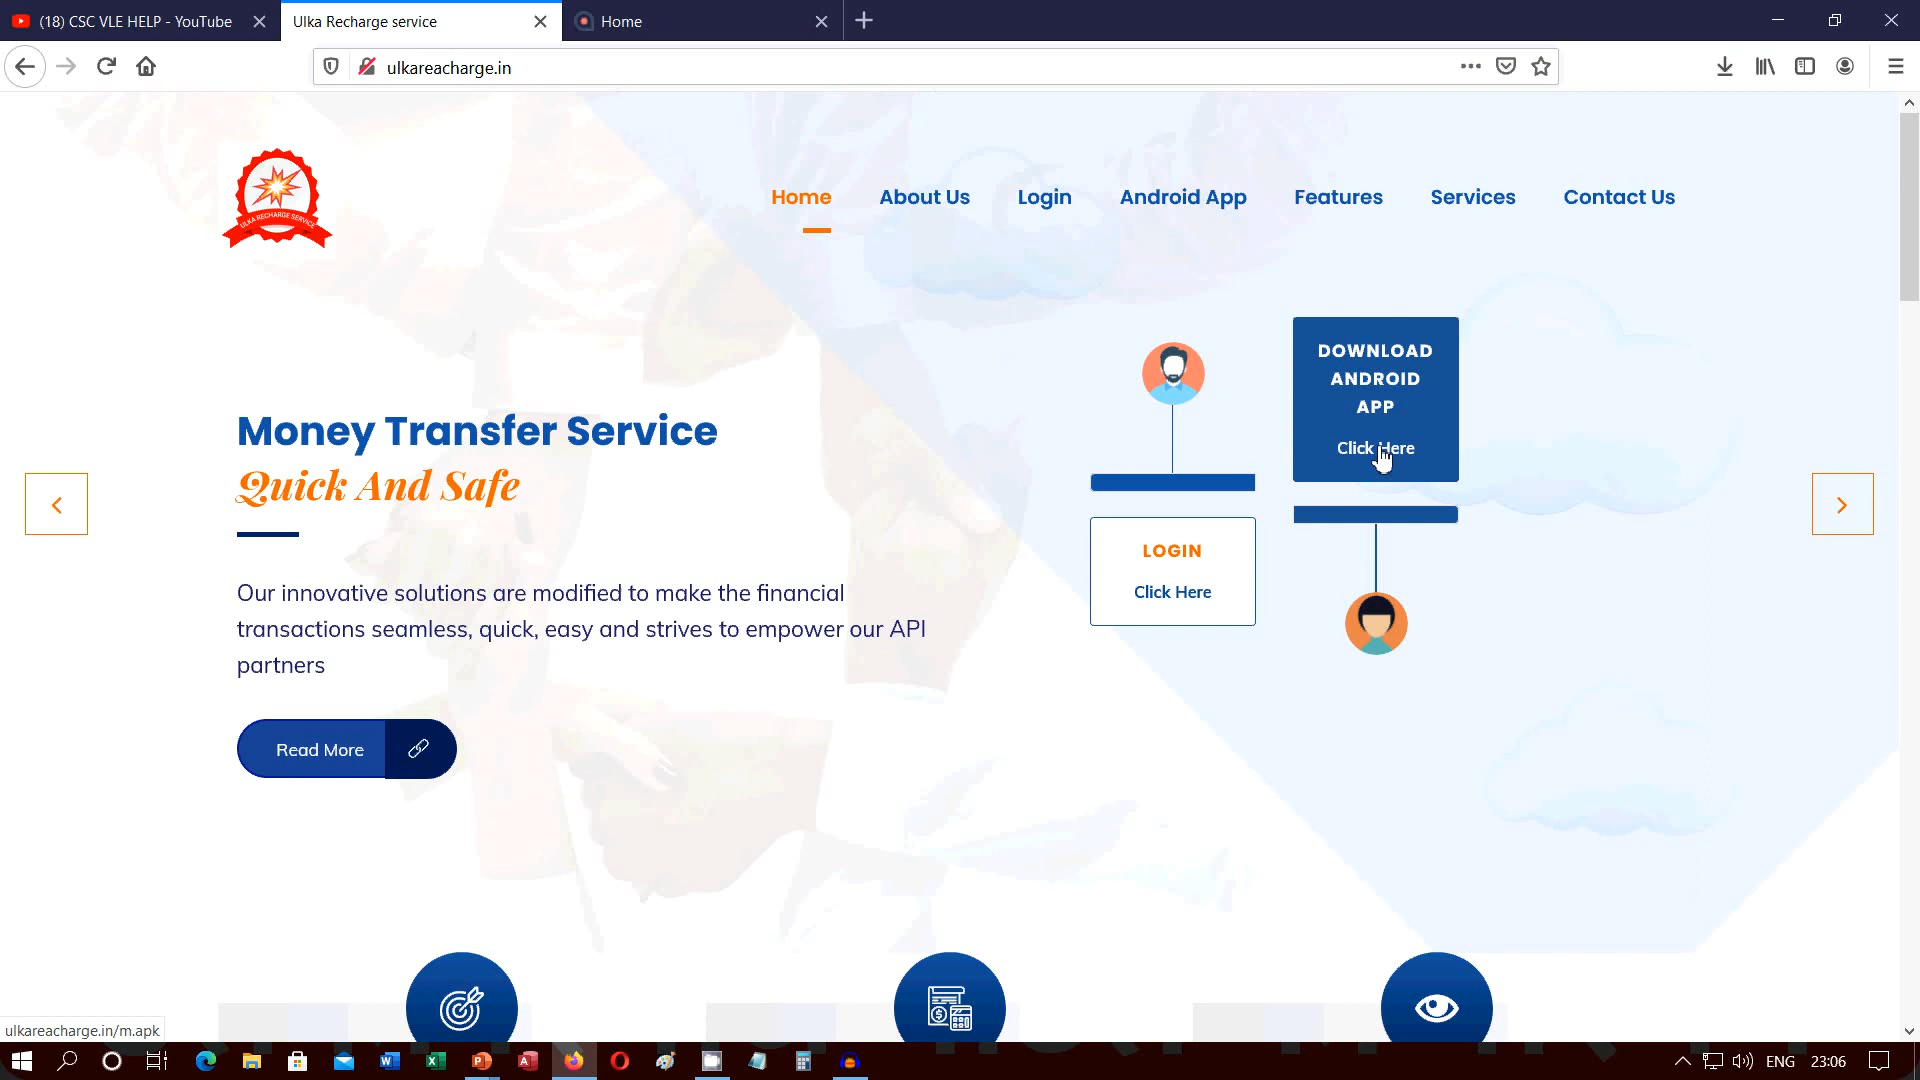 (18) CSC VLE HELP - YouTube
Ulka Recharge service
Home
ulkareacharge.in
ULKA RECHARGE SERVICE
Home
About Us
Login
Android App
Features
Services
Contact Us
DOWNLOAD
ANDROID
APP
Click Here
Money Transfer Service
Quick And Safe
LOGIN
Click Here
Our innovative solutions are modified to make the financial
transactions seamless, quick, easy and strives to empower our API
partners
Read More
ulkareacharge.in/m.apk
ENG
23:06